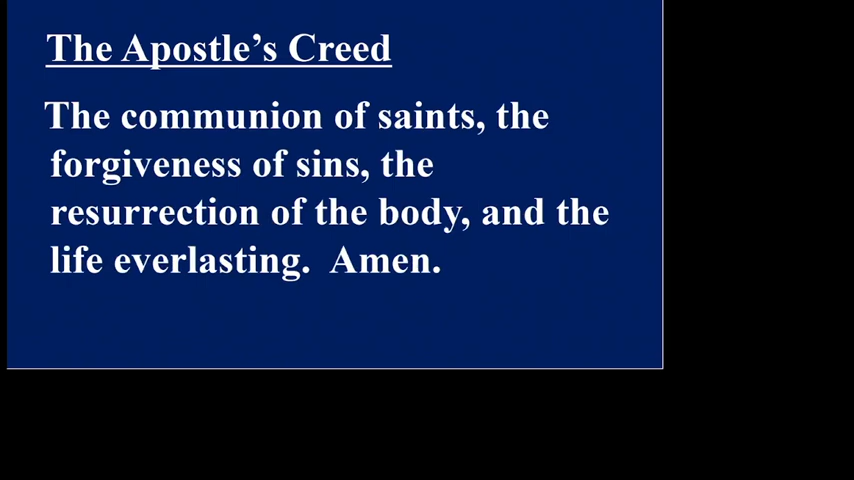 The Apostle’s Creed
The communion of saints, the
forgiveness of sins, the
resurrection of the body, and the
life everlasting.  Amen.